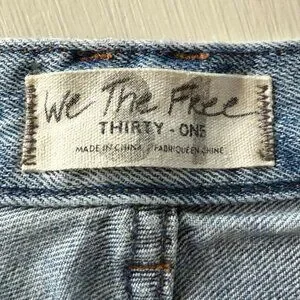 We The Free
THIRTY - ONE
MADE IN CHINA / FABRIQUE EN CHINE